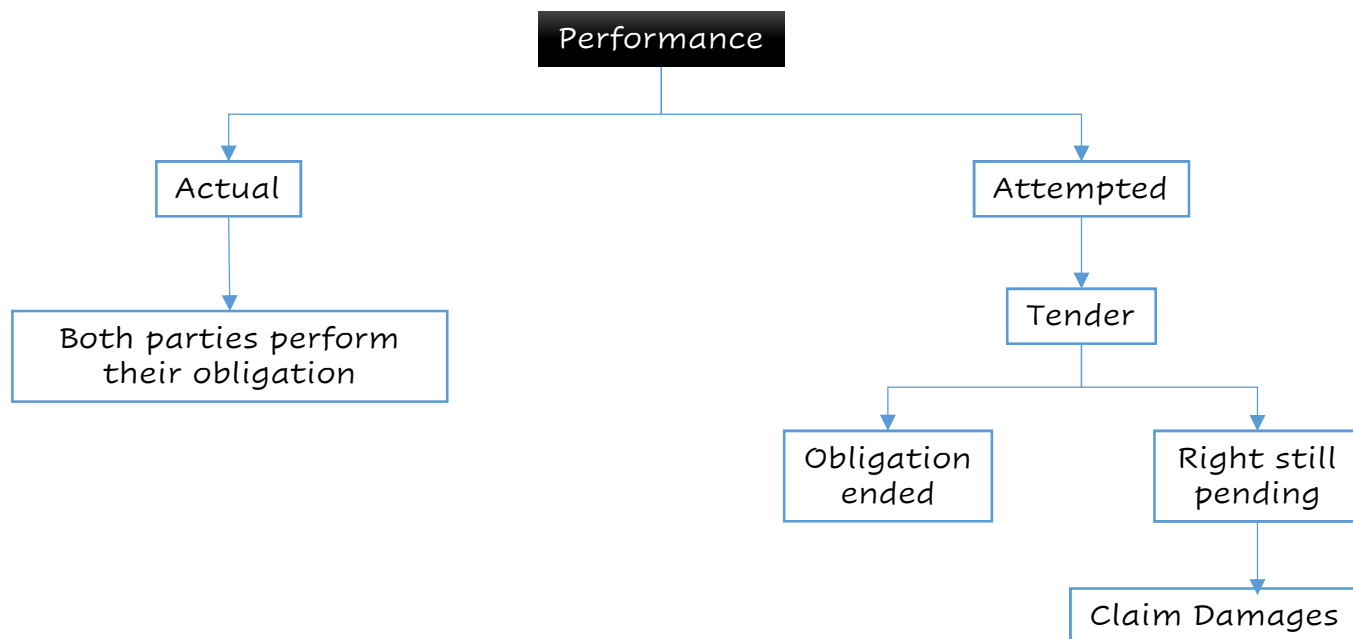 Performance
Actual
Attempted
Both parties perform
their obligation
Tender
Obligation
ended
Right still
pending
Claim Damages